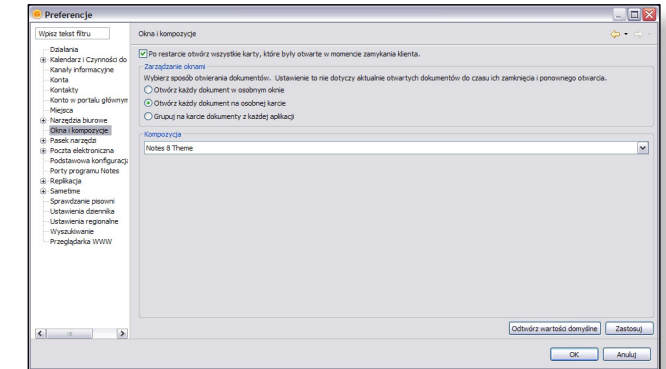 Preferencje
Wpisz tekst filtru
Działania
Kalendarz i Czynności do
Kanały informacyjne
Konta
Kontakty
Konto w portalu głównym
Miejsca
Narzędzia biurowe
Okna i kompozycje
Pasek narzędzi
Poczta elektroniczna
Podstawowa konfiguracja
Porty programu Notes
Replikacja
Sametime
Sprawdzanie pisowni
Ustawienia dziennika
Ustawienia regionalne
Wyszukiwanie
Przeglądarka WWW
Okna i kompozycje
Po restarcie otwórz wszystkie karty, które były otwarte w momencie zamykania klienta.
Zarządzanie oknami
Wybierz sposób otwierania dokumentów. Ustawienie to nie dotyczy aktualnie otwartych dokumentów do czasu ich zamknięcia i ponownego otwarcia.
Otwórz każdy dokument w osobnym oknie
Otwórz każdy dokument na osobnej karcie
Grupuj na karcie dokumenty z każdej aplikacji
Kompozycja
Notes 8 Theme
Odtwórz wartości domyślne
Zastosuj
OK
Anuluj